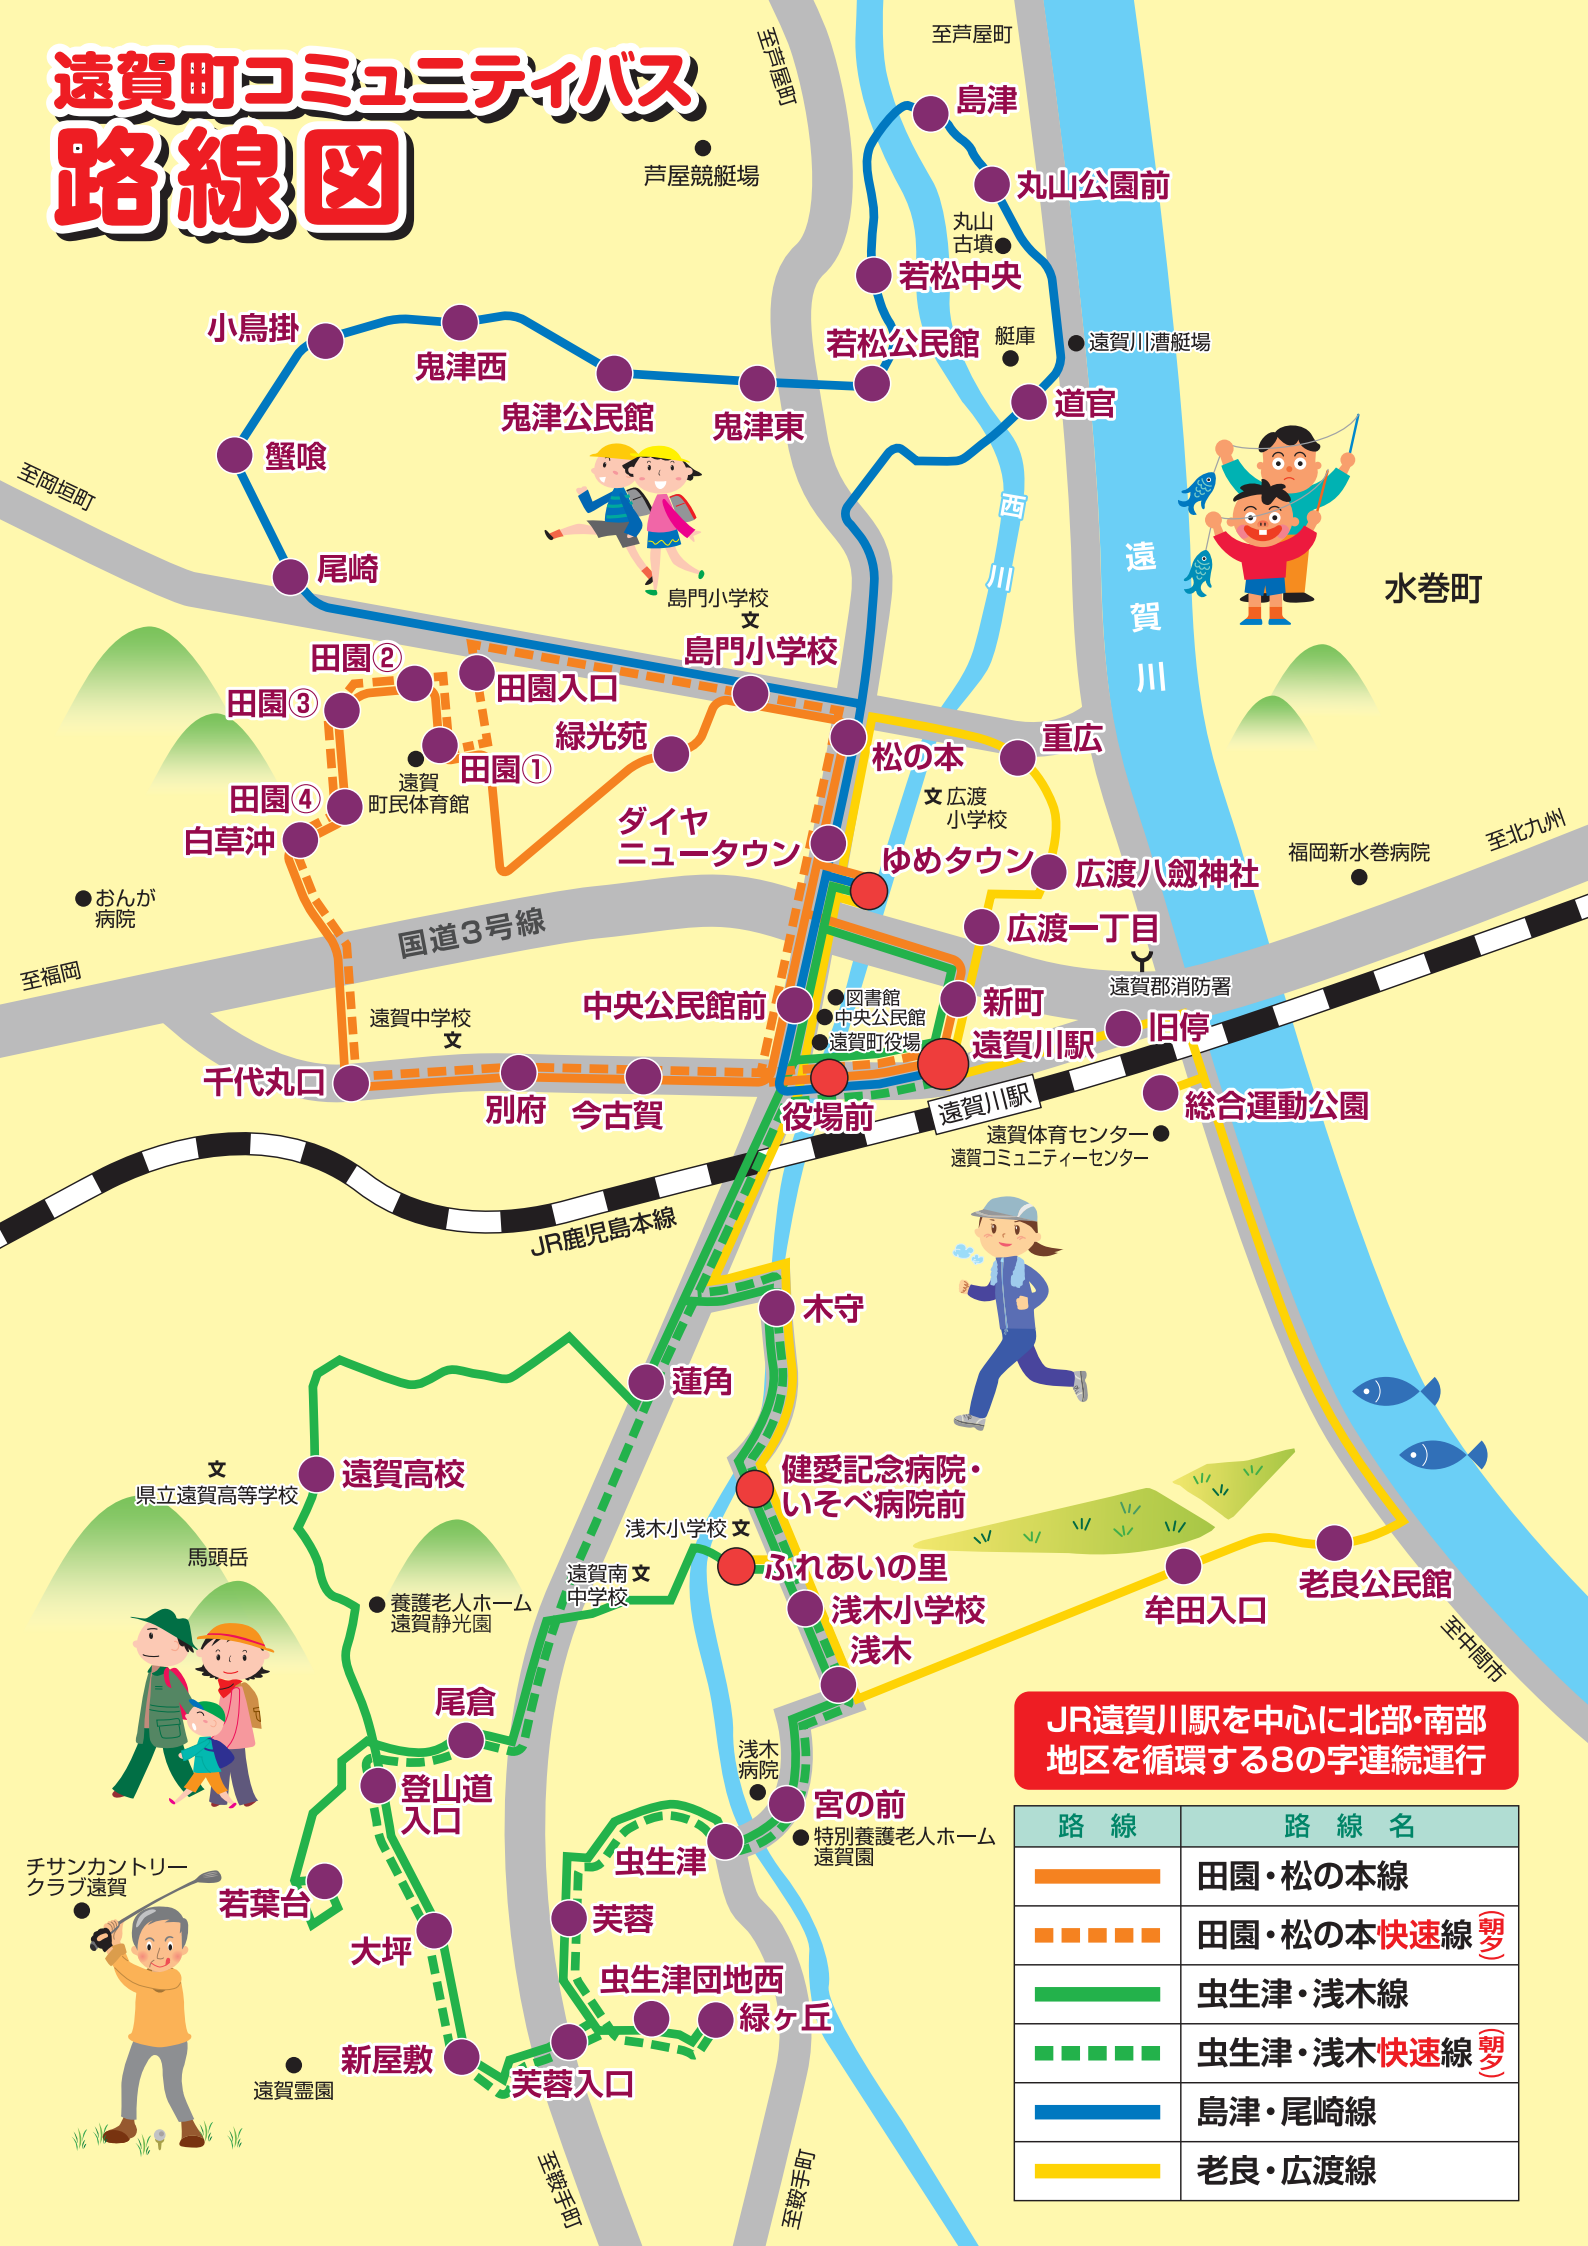 遠賀町コミュニティバス
路線図
至芦屋町
至芦屋町
芦屋競艇場
島津
丸山公園前
丸山
古墳
若松中央
若松公民館
艇庫
遠賀川漕艇場
道官
小鳥掛
鬼津西
鬼津公民館
鬼津東
蟹喰
至岡垣町
尾崎
西
川
遠
賀
川
水巻町
島門小学校
文
島門小学校
田園②
田園入口
田園③
緑光苑
田園①
遠賀
町民体育館
田園④
白草沖
松の本
重広
文 広渡
小学校
ダイヤ
ニュータウン
ゆめタウン
広渡八劔神社
福岡新水巻病院
至北九州
おんが
病院
国道3号線
至福岡
広渡一丁目
遠賀郡消防署
中央公民館前
図書館
中央公民館
遠賀町役場
新町
旧停
遠賀川駅
遠賀中学校
文
千代丸口
別府
今古賀
役場前
遠賀川駅
総合運動公園
遠賀体育センター
遠賀コミュニティーセンター
JR鹿児島本線
木守
蓮角
遠賀高校
文
県立遠賀高等学校
馬頭岳
健愛記念病院・
いそべ病院前
浅木小学校 文
遠賀南 文
中学校
ふれあいの里
養護老人ホーム
遠賀静光園
浅木小学校
浅木
牟田入口
老良公民館
至中間市
尾倉
登山道
入口
浅木
病院
宮の前
特別養護老人ホーム
遠賀園
虫生津
チサンカントリー
クラブ遠賀
若葉台
大坪
芙蓉
虫生津団地西
緑ヶ丘
新屋敷
芙蓉入口
遠賀霊園
至鞍手町
至鞍手町
JR遠賀川駅を中心に北部・南部
地区を循環する8の字連続運行
路 線 路 線 名
田園・松の本線
田園・松の本快速線(朝夕)
虫生津・浅木線
虫生津・浅木快速線(朝夕)
島津・尾崎線
老良・広渡線